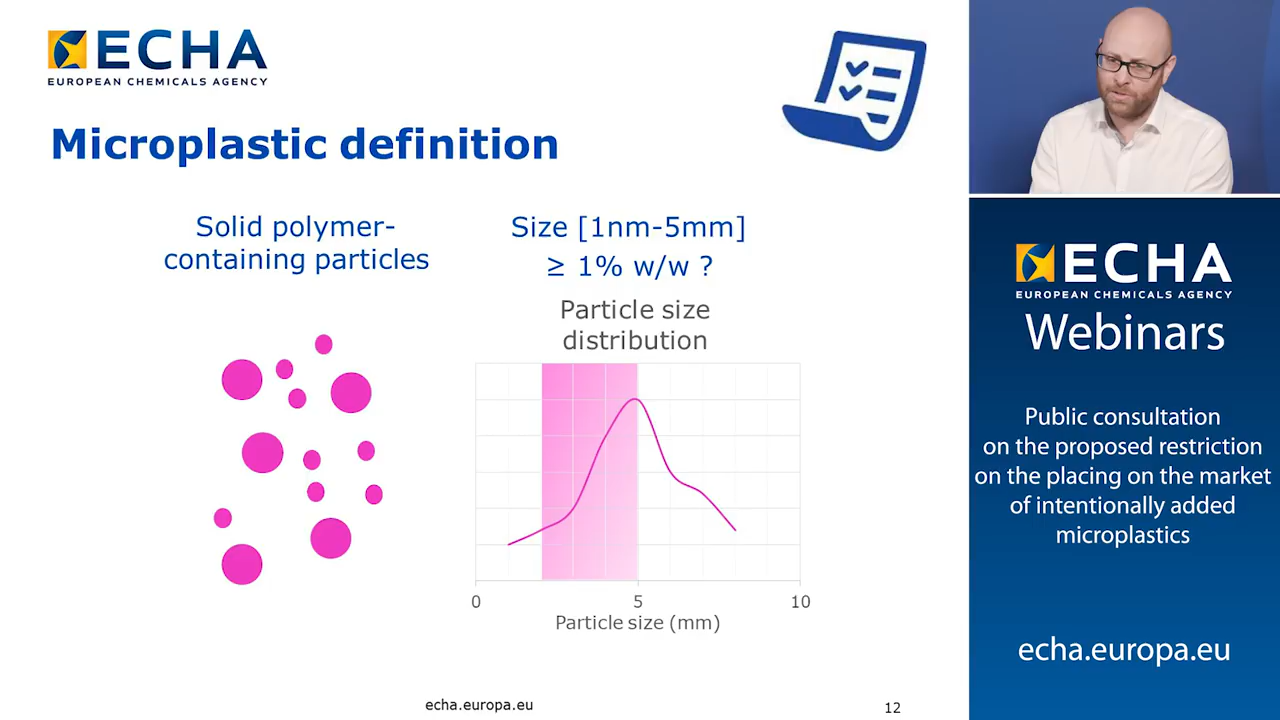 ECHA
EUROPEAN CHEMICALS AGENCY
Microplastic definition
Solid polymer-
containing particles
Size [1nm-5mm]
≥ 1% w/w ?
Particle size
distribution
0 5 10
Particle size (mm)
echa.europa.eu
12
ECHA
EUROPEAN CHEMICALS AGENCY
Webinars
Public consultation
on the proposed restriction
on the placing on the market
of intentionally added
microplastics
echa.europa.eu